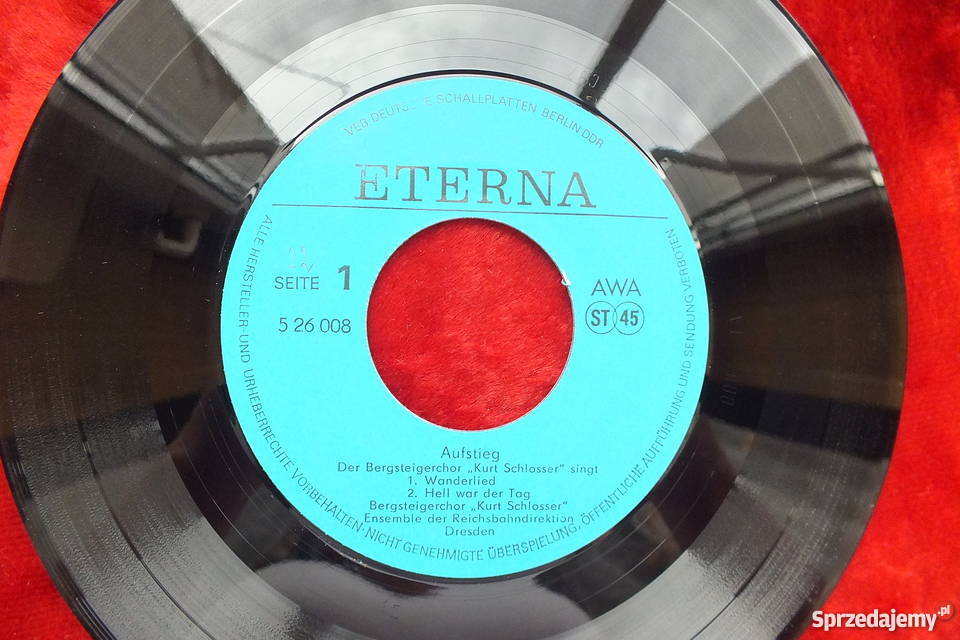 VEB DEUTSCHE SCHALLPLATTEN BERLIN DDR
ETERNA
SEITE 1
5 26 008
AWA
ST 45
Aufstieg
Der Bergsteigerchor „Kurt Schlosser“ singt
1. Wanderlied
2. Hell war der Tag
Bergsteigerchor „Kurt Schlosser“
Ensemble der Reichsbahndirektion
Dresden
ALLE HERSTELLER- UND URHEBERRECHTE VORBEHALTEN· NICHT GENEHMIGTE ÜBERSPIELUNG, ÖFFENTLICHE AUFFÜHRUNG UND SENDUNG VERBOTEN
Sprzedajemy.pl